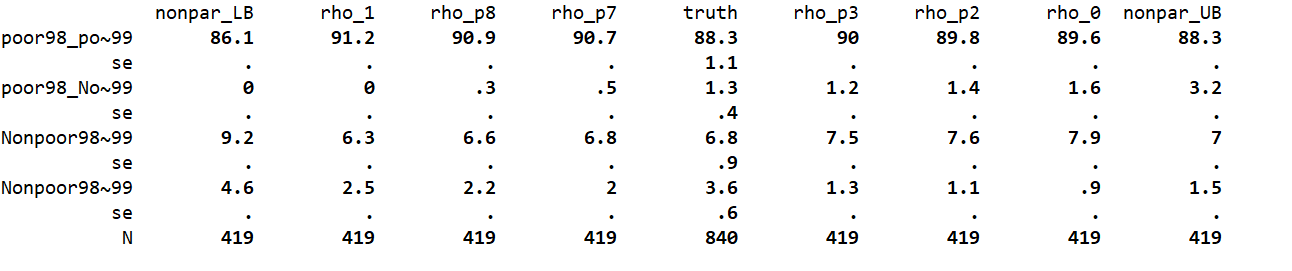 nonpar_LB rho_1 rho_p8 rho_p7 truth rho_p3 rho_p2 rho_0 nonpar_UB
poor98_po~99 86.1 91.2 90.9 90.7 88.3 90 89.8 89.6 88.3
se . . . . 1.1 . . . .
poor98_No~99 0 0 .3 .5 1.3 1.2 1.4 1.6 3.2
se . . . . .4 . . . .
Nonpoor98~99 9.2 6.3 6.6 6.8 6.8 7.5 7.6 7.9 7
se . . . . .9 . . . .
Nonpoor98~99 4.6 2.5 2.2 2 3.6 1.3 1.1 .9 1.5
se . . . . .6 . . . .
N 419 419 419 419 840 419 419 419 419